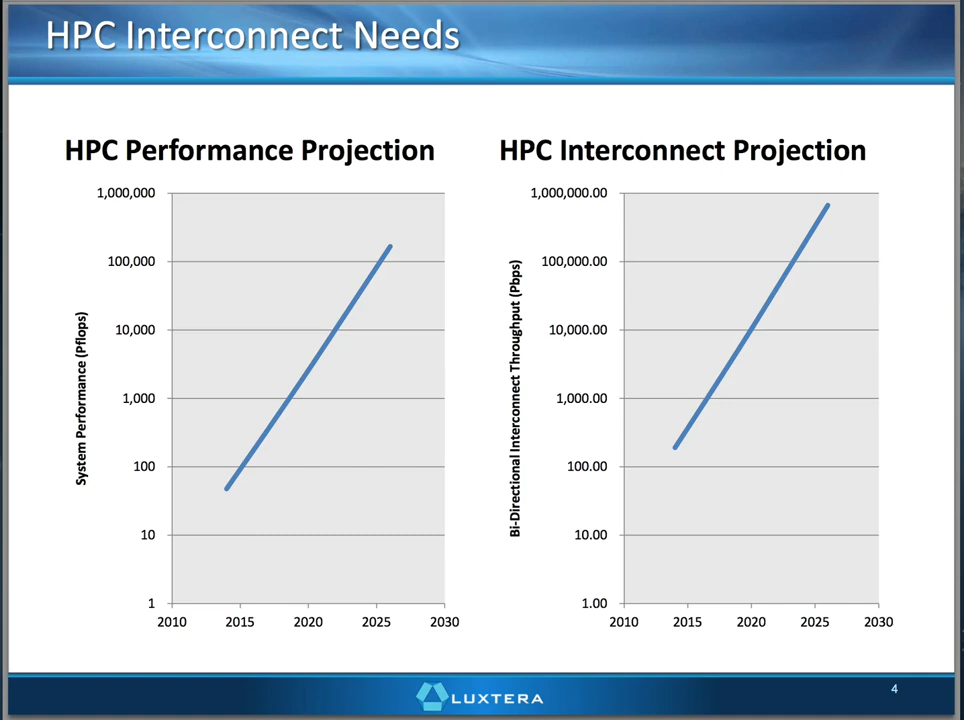 HPC Interconnect Needs
HPC Performance Projection
System Performance (Pflops)
1,000,000
100,000
10,000
1,000
100
10
1
2010 2015 2020 2025 2030
HPC Interconnect Projection
Bi-Directional Interconnect Throughput (Pbps)
1,000,000.00
100,000.00
10,000.00
1,000.00
100.00
10.00
1.00
2010 2015 2020 2025 2030
LUXTERA
4